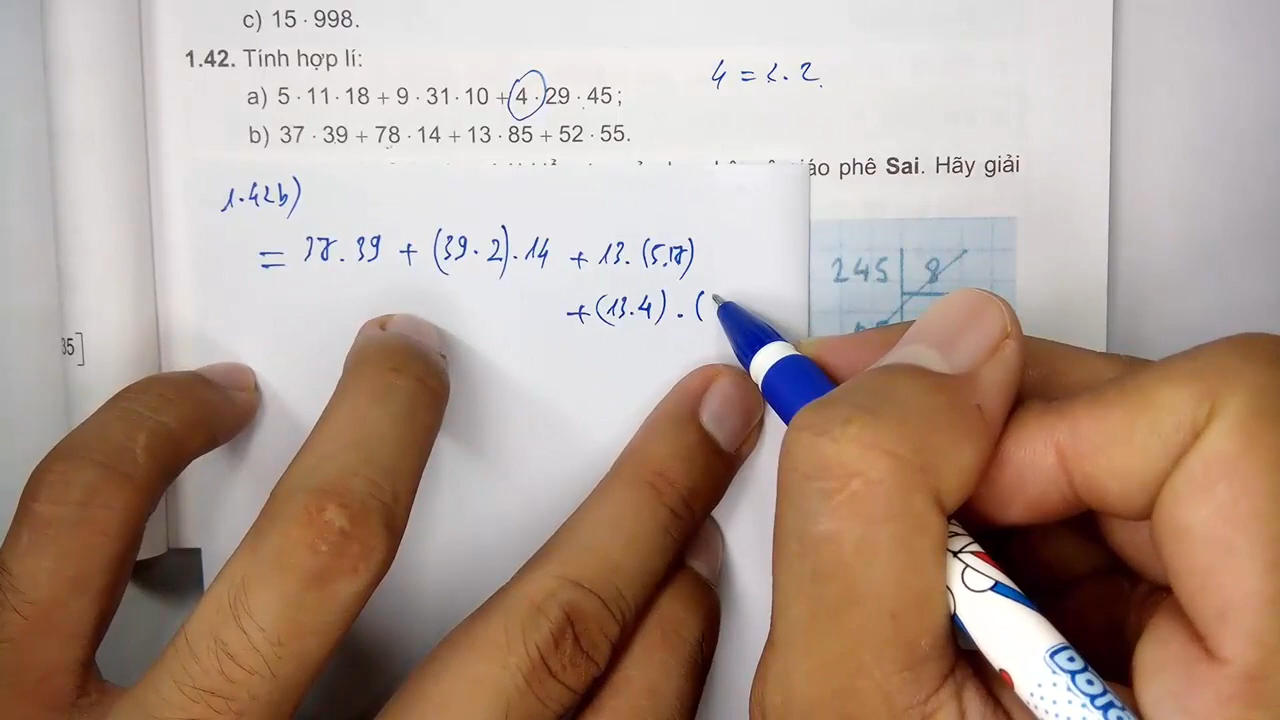 c) 15 · 998.
1.42. Tính hợp lí:
a) 5 · 11 · 18 + 9 · 31 · 10 + 4 · 29 · 45;
4 = 2 . 2.
b) 37 · 39 + 78 · 14 + 13 · 85 + 52 · 55.
áo phê Sai. Hãy giải
1.42b)
= 37 . 39 + (39 . 2) . 14 + 13 . (5.17)
+ (13.4) . (
245 8
35]